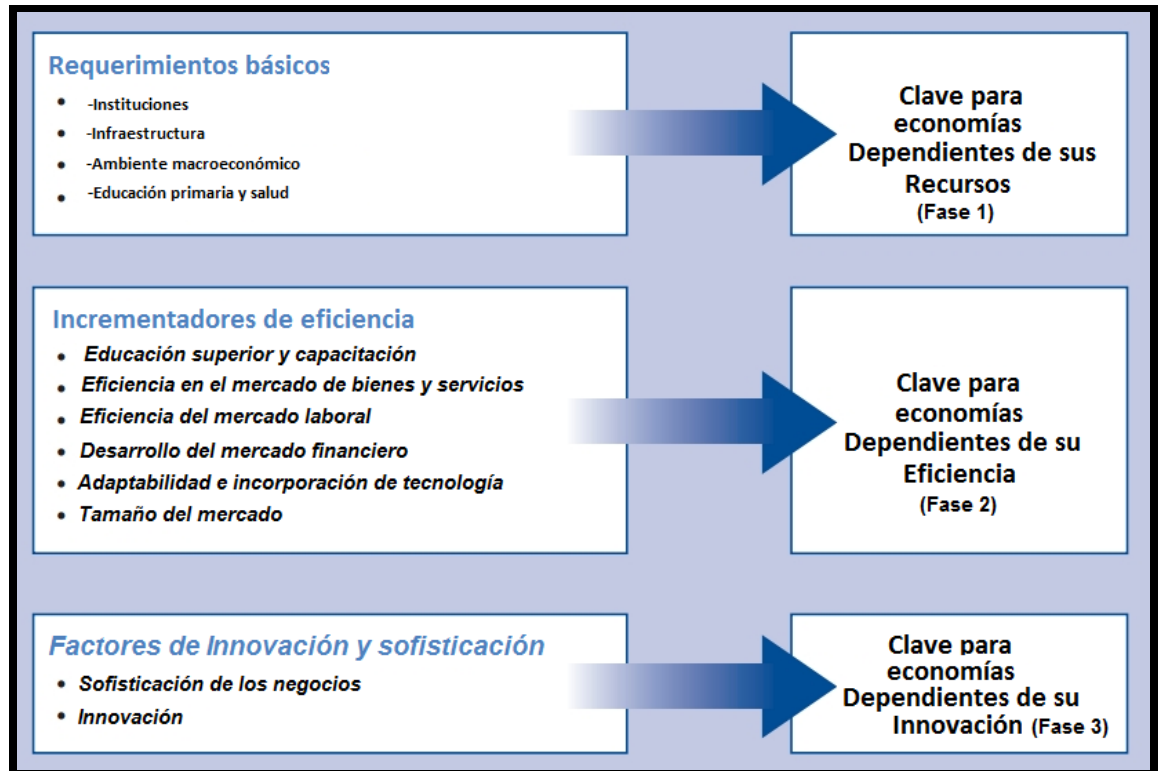 Requerimientos básicos
• -Instituciones
• -Infraestructura
• -Ambiente macroeconómico
• -Educación primaria y salud
Clave para
economías
Dependientes de sus
Recursos
(Fase 1)
Incrementadores de eficiencia
• Educación superior y capacitación
• Eficiencia en el mercado de bienes y servicios
• Eficiencia del mercado laboral
• Desarrollo del mercado financiero
• Adaptabilidad e incorporación de tecnología
• Tamaño del mercado
Clave para
economías
Dependientes de su
Eficiencia
(Fase 2)
Factores de Innovación y sofisticación
• Sofisticación de los negocios
• Innovación
Clave para
economías
Dependientes de su
Innovación (Fase 3)